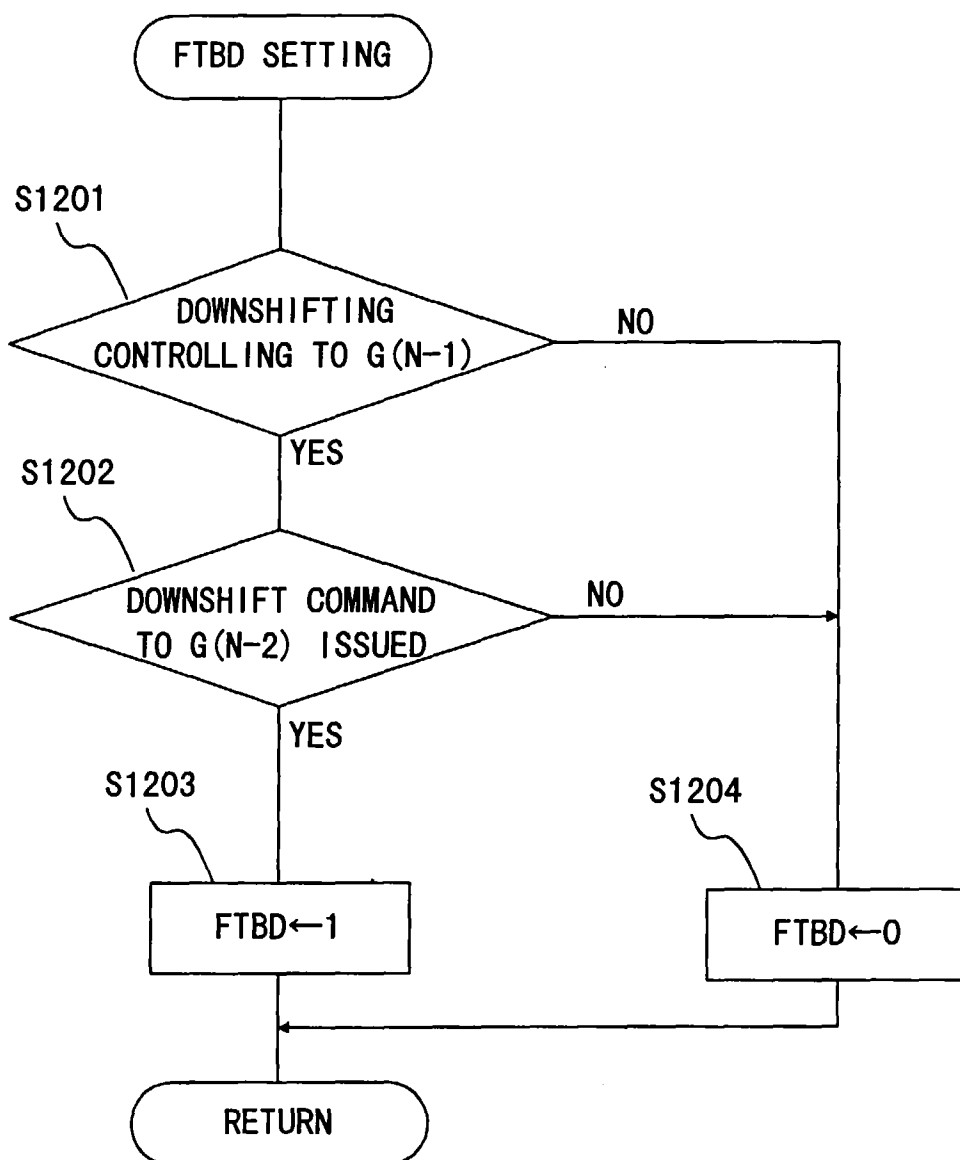 FTBD SETTING
S1201
DOWNSHIFTING
CONTROLLING TO G(N-1)
NO
YES
S1202
DOWNSHIFT COMMAND
TO G(N-2) ISSUED
NO
YES
S1203
S1204
FTBD←1
FTBD←0
RETURN